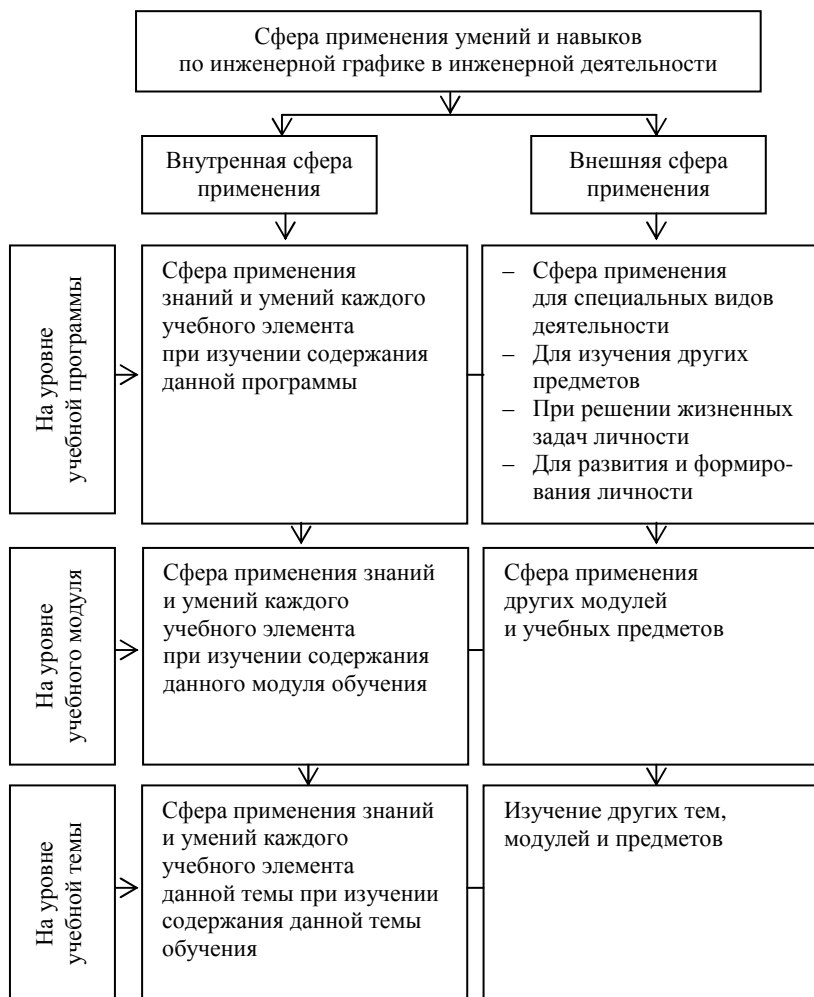 Сфера применения умений и навыков
по инженерной графике в инженерной деятельности
Внутренная сфера
применения
Внешняя сфера
применения
На уровне
учебной программы
Сфера применения
знаний и умений каждого
учебного элемента
при изучении содержания
данной программы
– Сфера применения
для специальных видов
деятельности
– Для изучения других
предметов
– При решении жизненных
задач личности
– Для развития и формиро-
вания личности
На уровне
учебного модуля
Сфера применения знаний
и умений каждого
учебного элемента
при изучении содержания
данного модуля обучения
Сфера применения
других модулей
и учебных предметов
На уровне
учебной темы
Сфера применения знаний
и умений каждого
учебного элемента
данной темы при изучении
содержания данной темы
обучения
Изучение других тем,
модулей и предметов